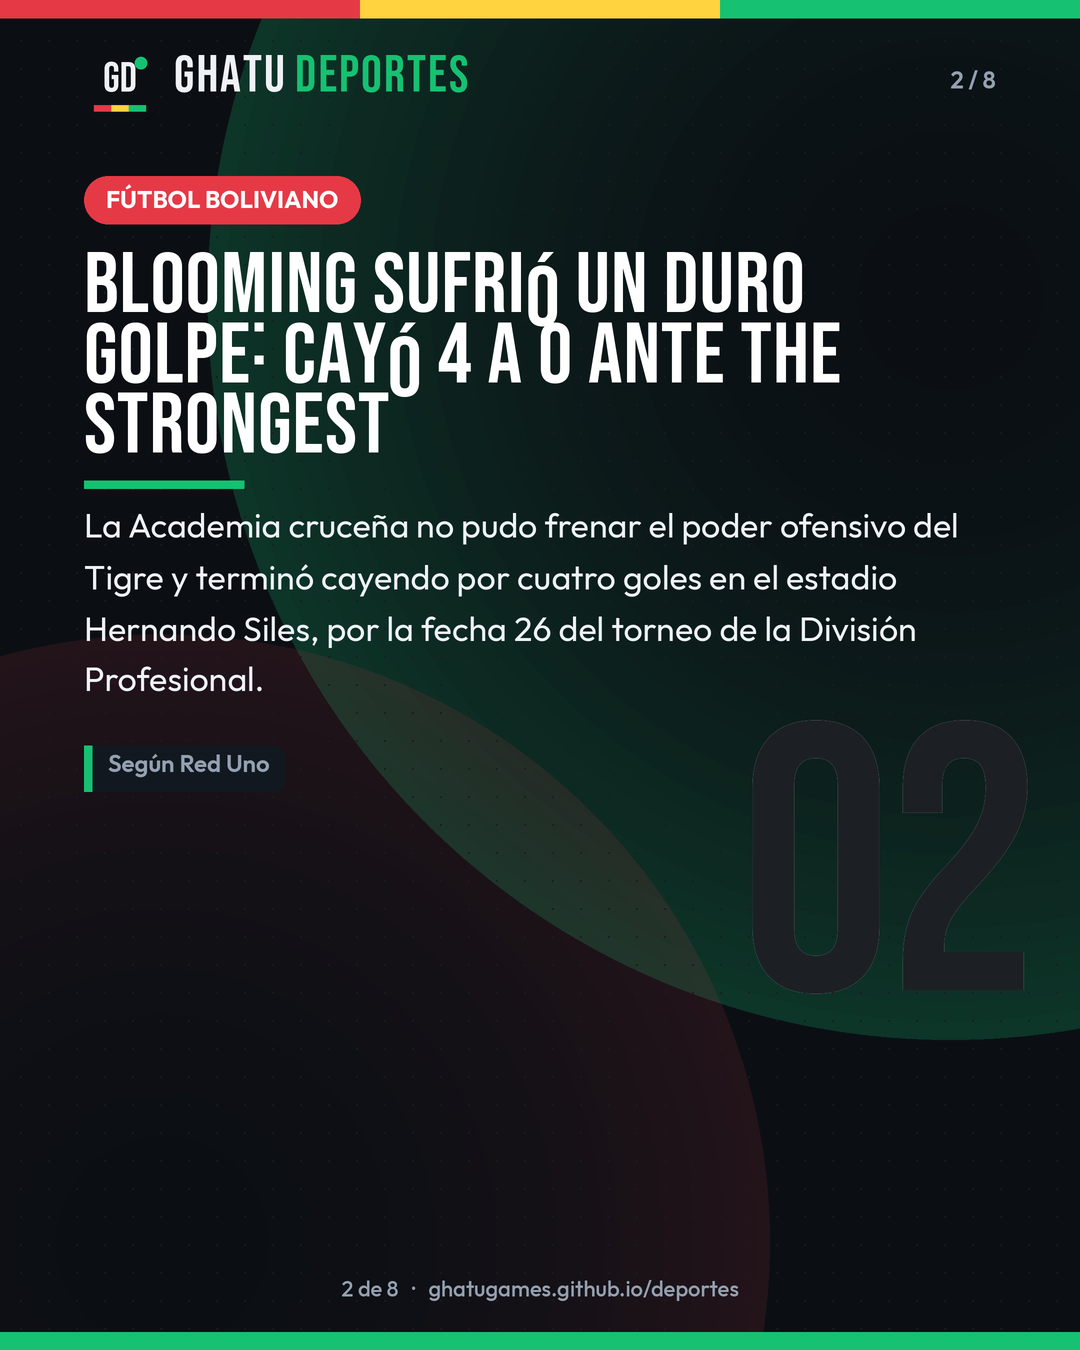 GD GHATU DEPORTES
2 / 8
FÚTBOL BOLIVIANO
BLOOMING SUFRIÓ UN DURO
GOLPE: CAYÓ 4 A 0 ANTE THE
STRONGEST
La Academia cruceña no pudo frenar el poder ofensivo del
Tigre y terminó cayendo por cuatro goles en el estadio
Hernando Siles, por la fecha 26 del torneo de la División
Profesional.
Según Red Uno
02
2 de 8 · ghatugames.github.io/deportes